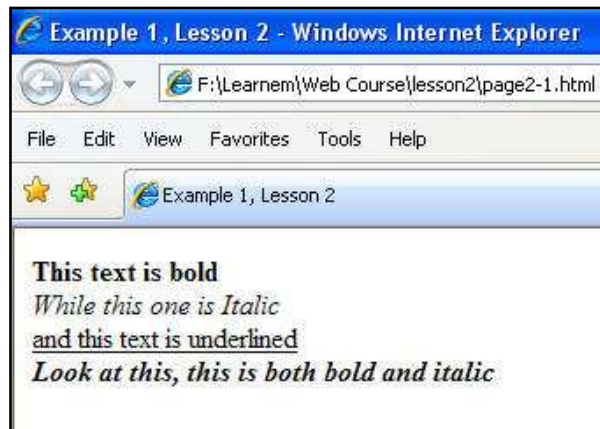 Example 1, Lesson 2 - Windows Internet Explorer
F:\Learnem\Web Course\lesson2\page2-1.html
File Edit View Favorites Tools Help
Example 1, Lesson 2
This text is bold
While this one is Italic
and this text is underlined
Look at this, this is both bold and italic